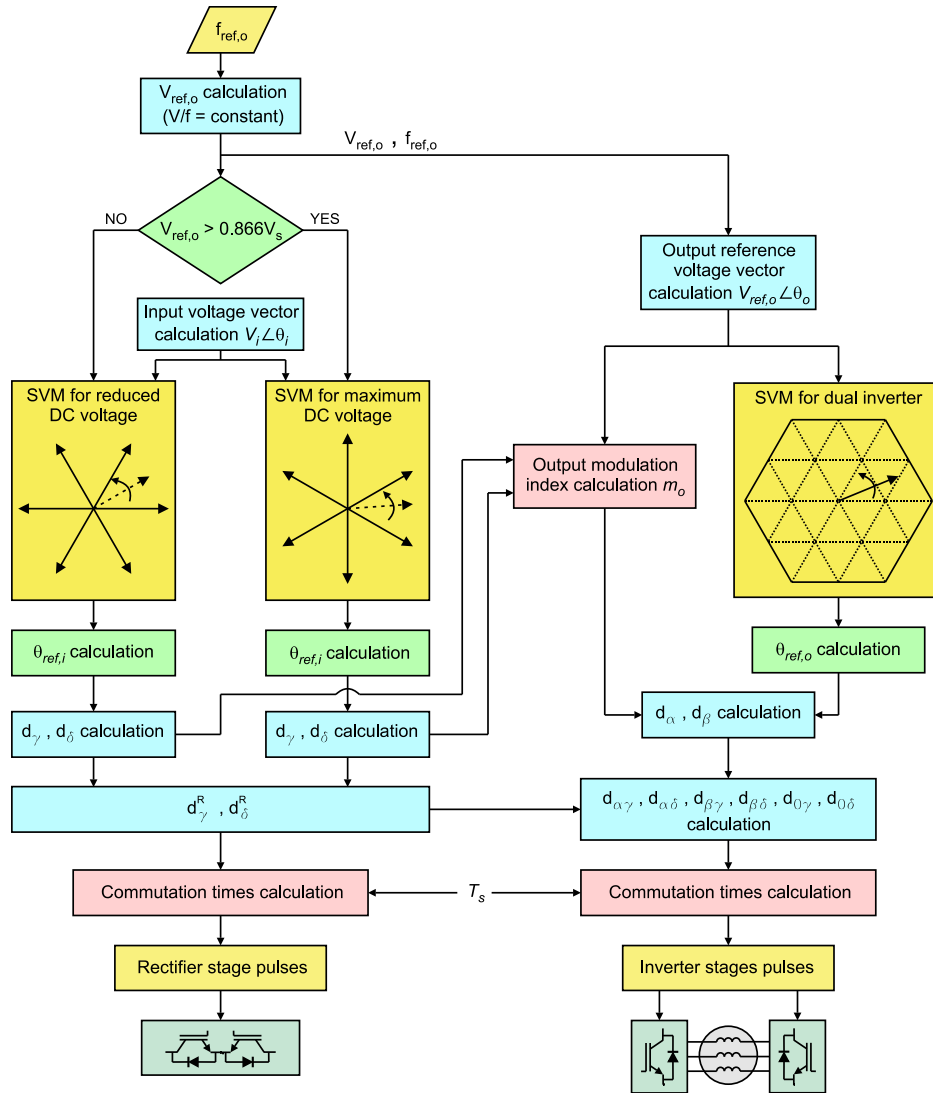 f_ref,o
V_ref,o calculation
(V/f = constant)
V_ref,o , f_ref,o
NO
V_ref,o > 0.866V_s
YES
Output reference
voltage vector
calculation V_ref,o∠θ_o
Input voltage vector
calculation V_i∠θ_i
SVM for reduced
DC voltage
SVM for maximum
DC voltage
SVM for dual inverter
Output modulation
index calculation m_o
θ_ref,i calculation
θ_ref,i calculation
θ_ref,o calculation
d_γ , d_δ calculation
d_γ , d_δ calculation
d_α , d_β calculation
d_γ^R , d_δ^R
d_αγ , d_αδ , d_βγ , d_βδ , d_0γ , d_0δ
calculation
Commutation times calculation
T_s
Commutation times calculation
Rectifier stage pulses
Inverter stages pulses